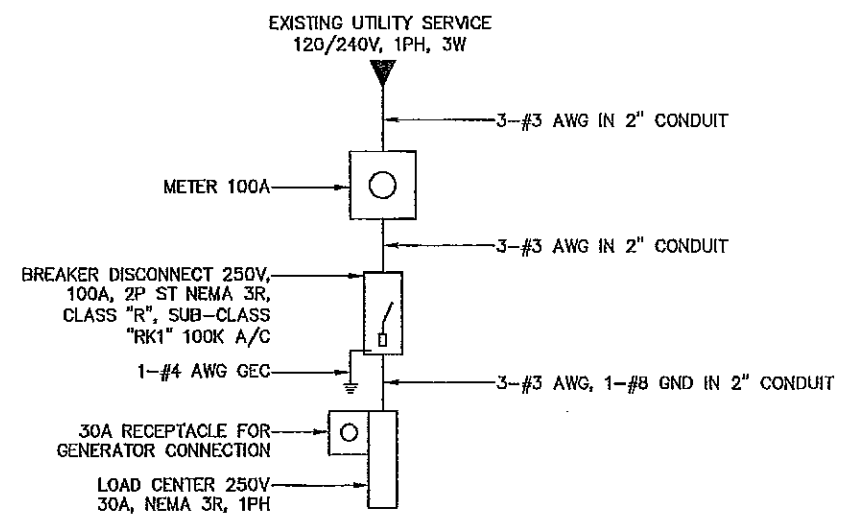 EXISTING UTILITY SERVICE
120/240V, 1PH, 3W
3-#3 AWG IN 2" CONDUIT
METER 100A
3-#3 AWG IN 2" CONDUIT
BREAKER DISCONNECT 250V,
100A, 2P ST NEMA 3R,
CLASS "R", SUB-CLASS
"RK1" 100K A/C
1-#4 AWG GEC
3-#3 AWG, 1-#8 GND IN 2" CONDUIT
30A RECEPTACLE FOR
GENERATOR CONNECTION
LOAD CENTER 250V
30A, NEMA 3R, 1PH